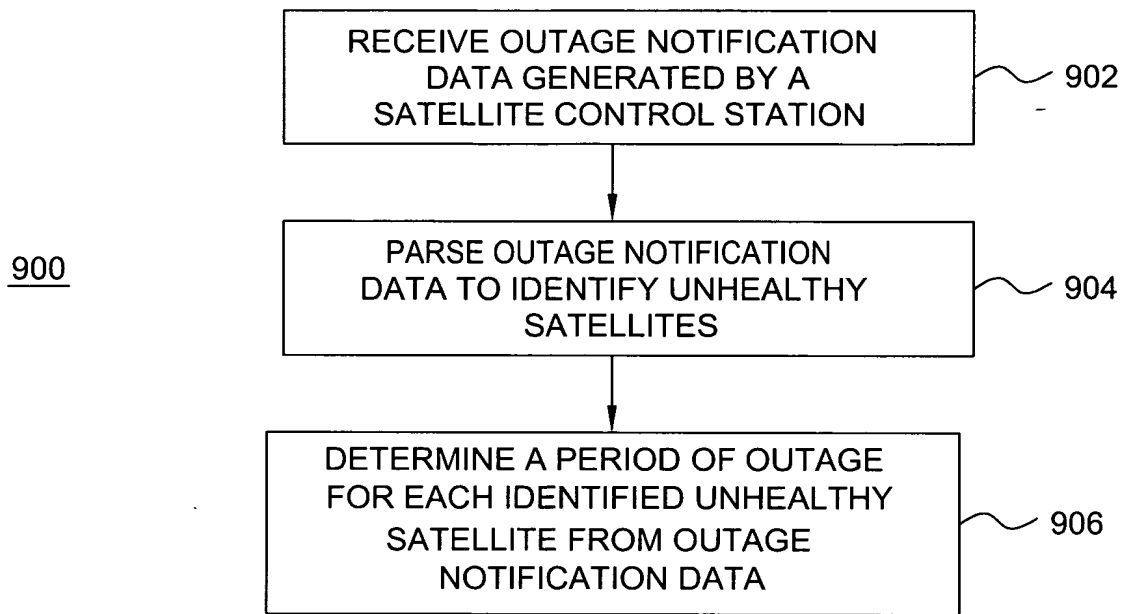 RECEIVE OUTAGE NOTIFICATION
DATA GENERATED BY A
SATELLITE CONTROL STATION
902
900
PARSE OUTAGE NOTIFICATION
DATA TO IDENTIFY UNHEALTHY
SATELLITES
904
DETERMINE A PERIOD OF OUTAGE
FOR EACH IDENTIFIED UNHEALTHY
SATELLITE FROM OUTAGE
NOTIFICATION DATA
906